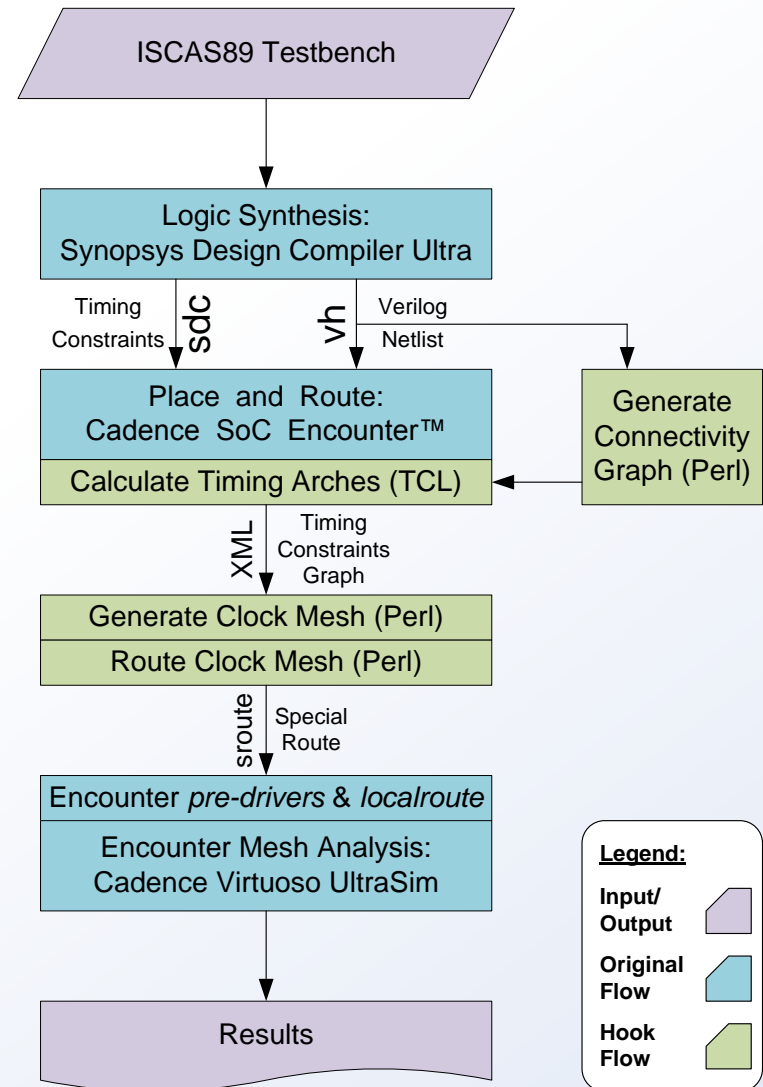 ISCAS89 Testbench
Logic Synthesis:
Synopsys Design Compiler Ultra
Timing
Constraints
sdc
vh
Verilog
Netlist
Place and Route:
Cadence SoC Encounter™
Calculate Timing Arches (TCL)
Generate
Connectivity
Graph (Perl)
XML
Timing
Constraints
Graph
Generate Clock Mesh (Perl)
Route Clock Mesh (Perl)
sroute
Special
Route
Encounter pre-drivers & localroute
Encounter Mesh Analysis:
Cadence Virtuoso UltraSim
Results
Legend:
Input/
Output
Original
Flow
Hook
Flow